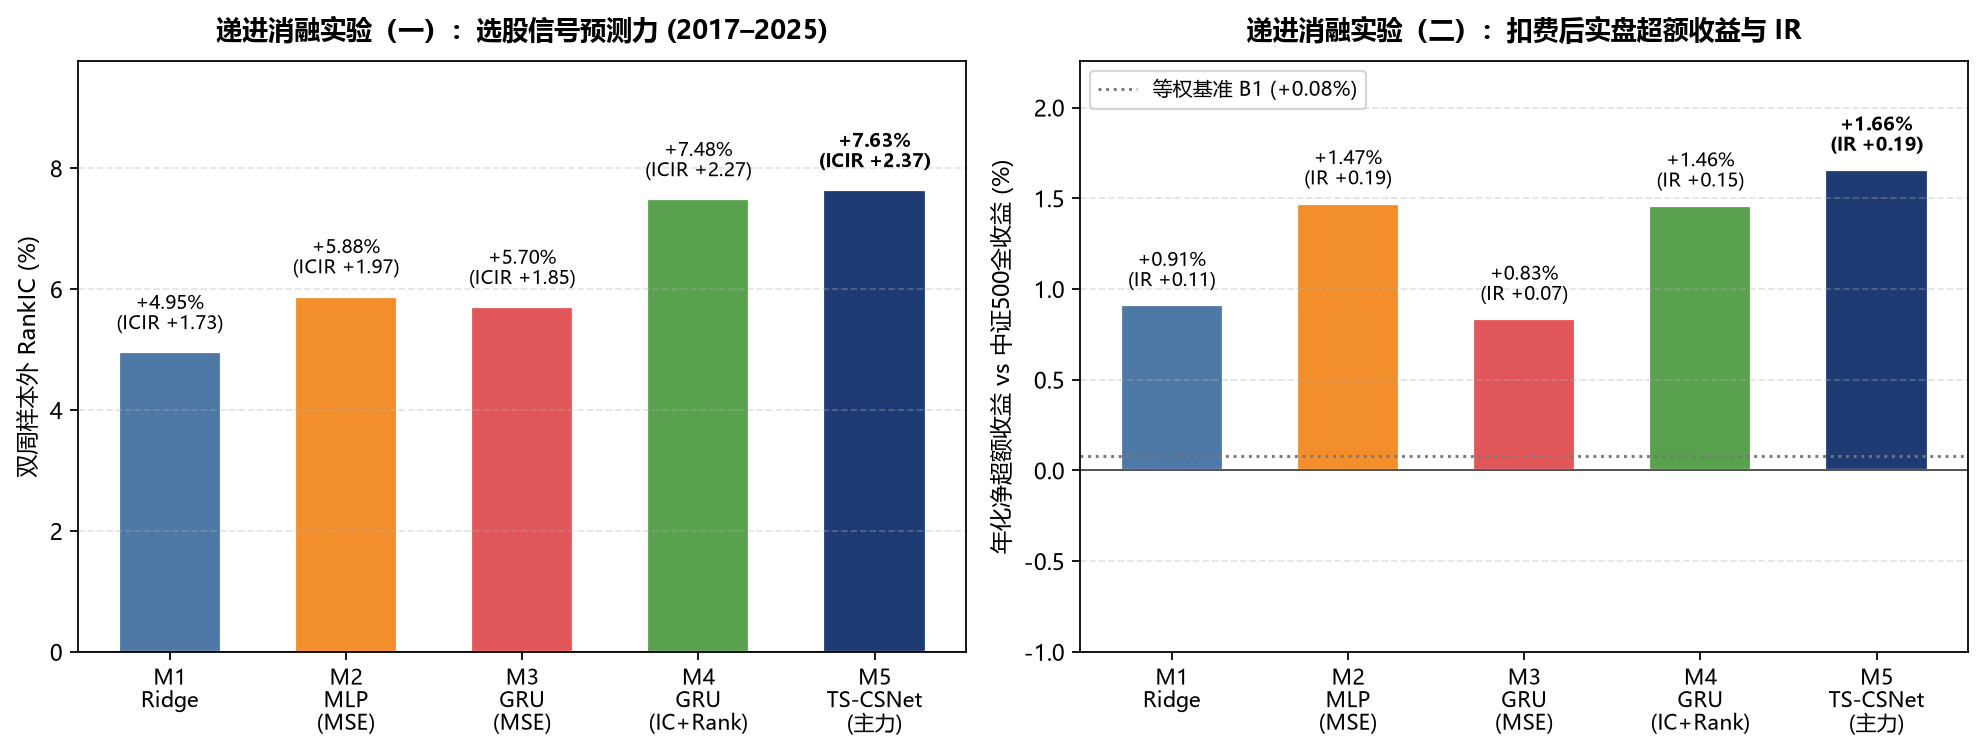 递进消融实验（一）：选股信号预测力 (2017–2025)
双周样本外 RankIC (%)
8
6
4
2
0
+4.95%
(ICIR +1.73)
+5.88%
(ICIR +1.97)
+5.70%
(ICIR +1.85)
+7.48%
(ICIR +2.27)
+7.63%
(ICIR +2.37)
M1
Ridge
M2
MLP
(MSE)
M3
GRU
(MSE)
M4
GRU
(IC+Rank)
M5
TS-CSNet
(主力)
递进消融实验（二）：扣费后实盘超额收益与 IR
年化净超额收益 vs 中证500全收益 (%)
等权基准 B1 (+0.08%)
2.0
1.5
1.0
0.5
0.0
-0.5
-1.0
+0.91%
(IR +0.11)
+1.47%
(IR +0.19)
+0.83%
(IR +0.07)
+1.46%
(IR +0.15)
+1.66%
(IR +0.19)
M1
Ridge
M2
MLP
(MSE)
M3
GRU
(MSE)
M4
GRU
(IC+Rank)
M5
TS-CSNet
(主力)